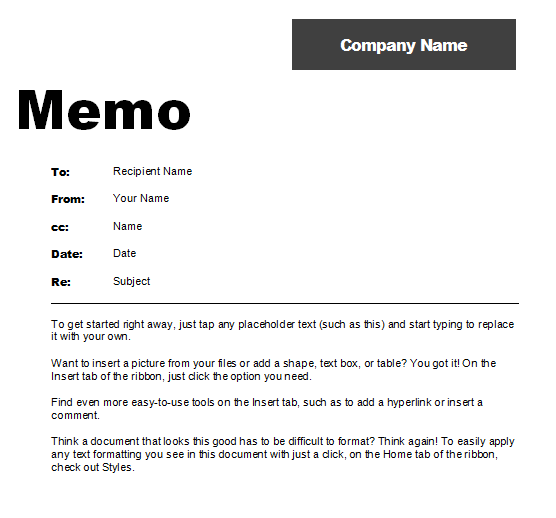 Company Name
Memo
To: Recipient Name
From: Your Name
cc: Name
Date: Date
Re: Subject
To get started right away, just tap any placeholder text (such as this) and start typing to replace
it with your own.
Want to insert a picture from your files or add a shape, text box, or table? You got it! On the
Insert tab of the ribbon, just click the option you need.
Find even more easy-to-use tools on the Insert tab, such as to add a hyperlink or insert a
comment.
Think a document that looks this good has to be difficult to format? Think again! To easily apply
any text formatting you see in this document with just a click, on the Home tab of the ribbon,
check out Styles.